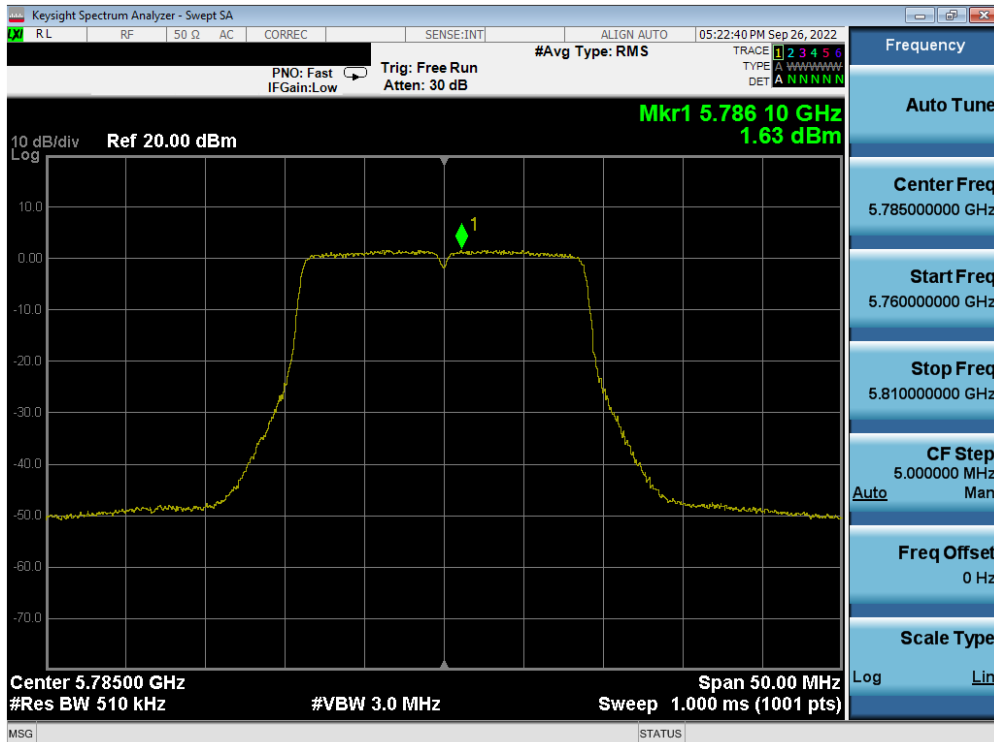 Keysight Spectrum Analyzer - Swept SA
LXI RL RF 50 Ω AC CORREC SENSE:INT ALIGN AUTO 05:22:40 PM Sep 26, 2022
#Avg Type: RMS
TRACE 1 2 3 4 5 6
TYPE A WWWWW
DET A N N N N N
PNO: Fast
IFGain:Low
Trig: Free Run
Atten: 30 dB
Mkr1 5.786 10 GHz
1.63 dBm
10 dB/div
Log
Ref 20.00 dBm
1
10.0
0.00
-10.0
-20.0
-30.0
-40.0
-50.0
-60.0
-70.0
Center 5.78500 GHz
Span 50.00 MHz
#Res BW 510 kHz
#VBW 3.0 MHz
Sweep 1.000 ms (1001 pts)
MSG
STATUS
Frequency
Auto Tune
Center Freq
5.785000000 GHz
Start Freq
5.760000000 GHz
Stop Freq
5.810000000 GHz
CF Step
5.000000 MHz
Auto Man
Freq Offset
0 Hz
Scale Type
Log Lin